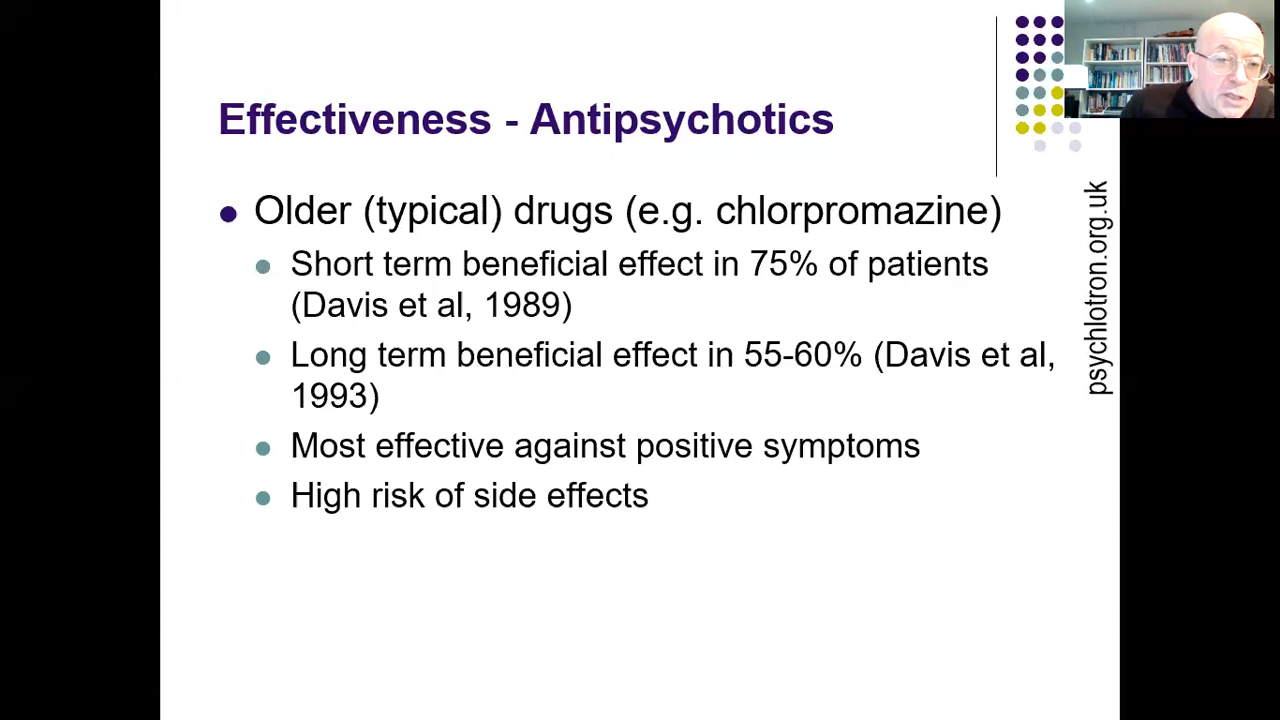 Effectiveness - Antipsychotics
Older (typical) drugs (e.g. chlorpromazine)
Short term beneficial effect in 75% of patients
(Davis et al, 1989)
Long term beneficial effect in 55-60% (Davis et al,
1993)
Most effective against positive symptoms
High risk of side effects
psychlotron.org.uk